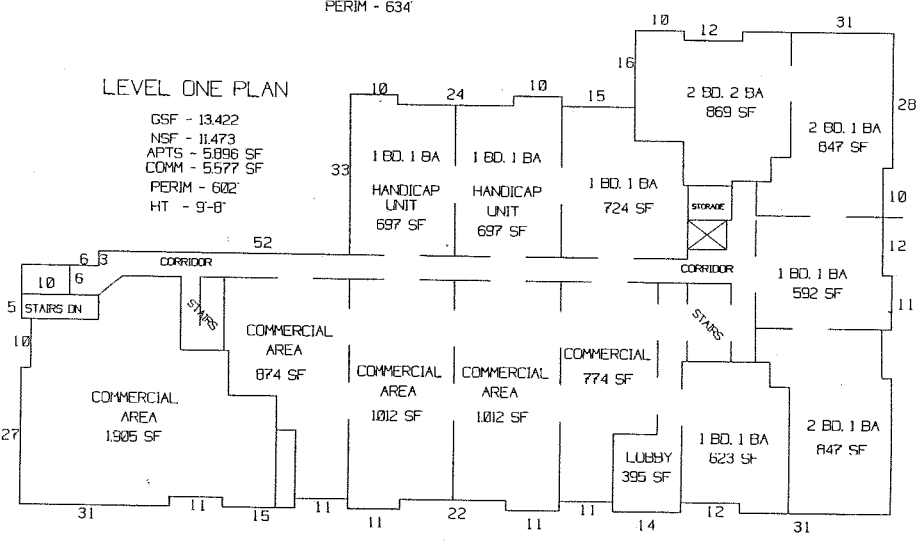 PERIM - 634'
10
12
31
16
LEVEL ONE PLAN
10
24
10
15
2 BD. 2 BA
869 SF
28
GSF - 13,422
NSF - 11,473
APTS - 5,896 SF
COMM - 5,577 SF
PERIM - 602'
HT - 9'-8"
2 BD. 1 BA
847 SF
33
1 BD. 1 BA
HANDICAP
UNIT
697 SF
1 BD. 1 BA
HANDICAP
UNIT
697 SF
1 BD. 1 BA
724 SF
STORAGE
10
52
12
6 3
CORRIDOR
CORRIDOR
10
6
1 BD. 1 BA
592 SF
5
STAIRS DN
STAIRS
STAIRS
11
10
COMMERCIAL
AREA
874 SF
COMMERCIAL
AREA
1,012 SF
COMMERCIAL
AREA
1,012 SF
COMMERCIAL
774 SF
COMMERCIAL
AREA
1,905 SF
27
LOBBY
395 SF
1 BD. 1 BA
623 SF
2 BD. 1 BA
847 SF
31
11
15
11
11
22
11
11
14
12
31